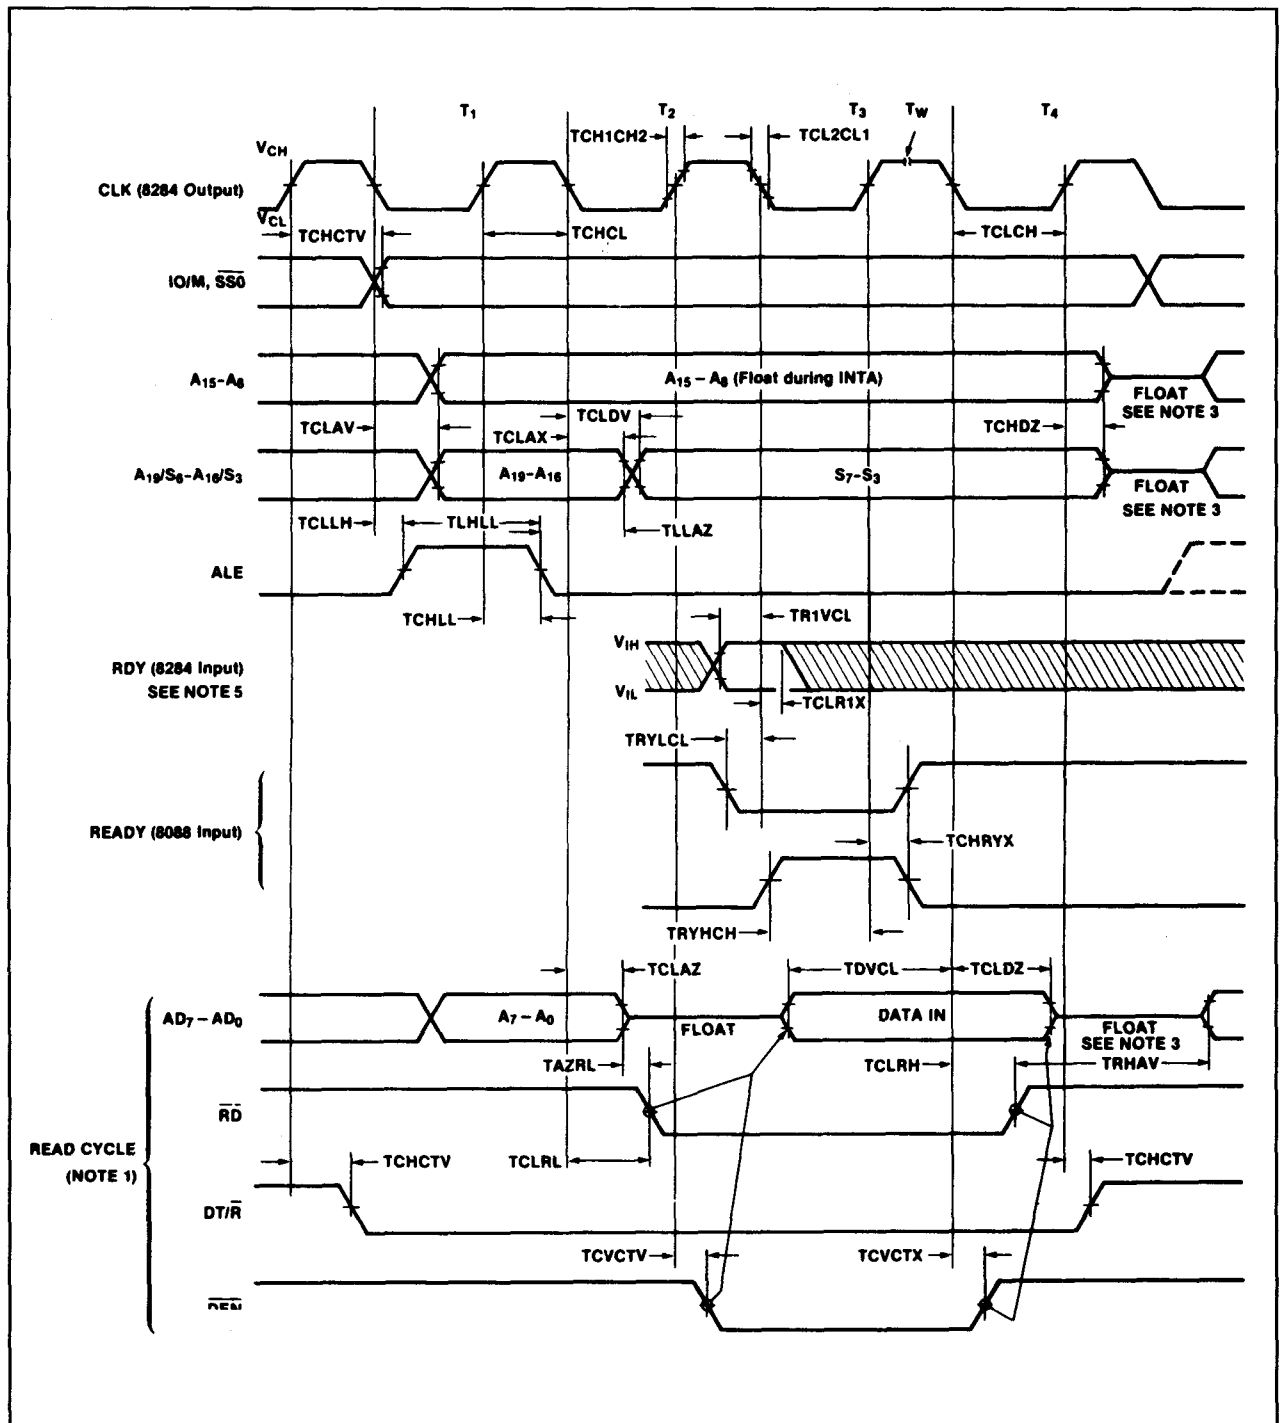 T1 T2 T3 TW T4
TCH1CH2 TCL2CL1
VCH
CLK (8284 Output)
VCL
TCHCTV TCHCL TCLCH
IO/M, SS0
A15-A8 A15 – A8 (Float during INTA)
FLOAT
SEE NOTE 3
TCLDV
TCLAV TCLAX TCHDZ
A19/S6-A16/S3 A19-A16 S7-S3
FLOAT
SEE NOTE 3
TCLLH TLHLL TLLAZ
ALE
TCHLL TR1VCL
RDY (8284 Input)
SEE NOTE 5
VIH
VIL
TCLR1X
TRYLCL
READY (8088 Input)
TCHRYX
TRYHCH
TCLAZ TDVCL TCLDZ
AD7 – AD0 A7 – A0 FLOAT DATA IN
FLOAT
SEE NOTE 3
TAZRL TCLRH TRHAV
RD
READ CYCLE
(NOTE 1)
TCHCTV TCLRL TCHCTV
DT/R
TCVCTV TCVCTX
DEN